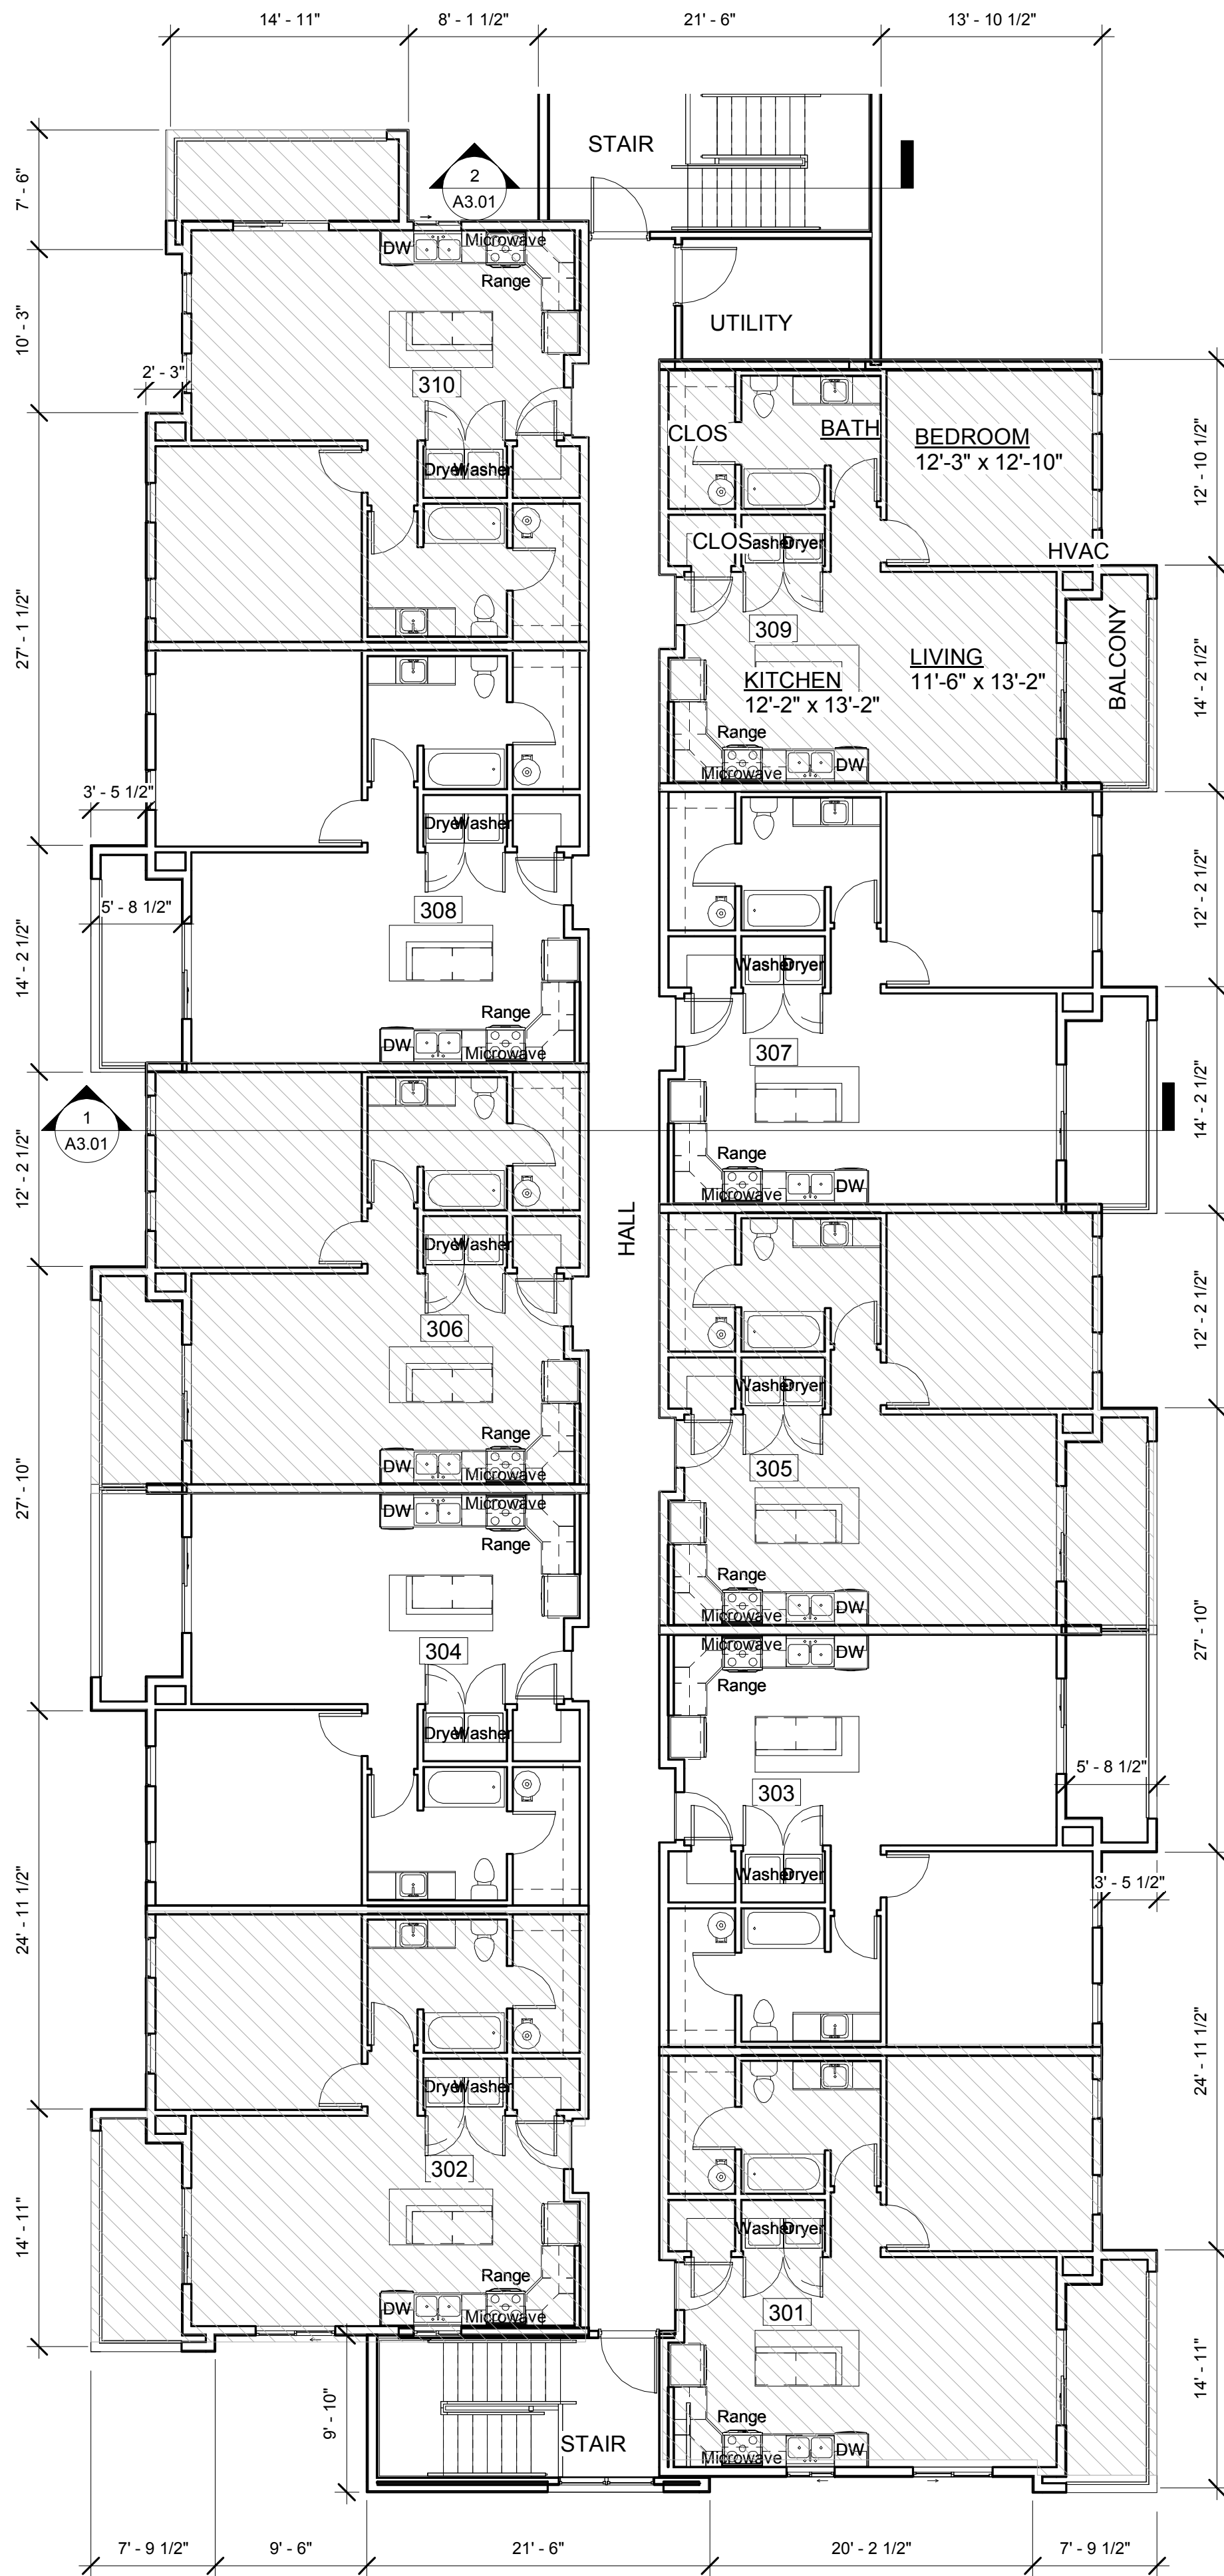 14' - 11"
8' - 1 1/2"
21' - 6"
13' - 10 1/2"
STAIR
2
A3.01
7' - 6"
DW
Microwave
Range
UTILITY
10' - 3"
2' - 3"
310
CLOS
BATH
BEDROOM
12'-3" x 12'-10"
12' - 10 1/2"
Dryer
Washer
CLOS
Washer
Dryer
HVAC
27' - 1 1/2"
309
BALCONY
LIVING
11'-6" x 13'-2"
KITCHEN
12'-2" x 13'-2"
14' - 2 1/2"
Range
Microwave
DW
3' - 5 1/2"
Dryer
Washer
5' - 8 1/2"
308
12' - 2 1/2"
14' - 2 1/2"
Washer
Dryer
Range
DW
Microwave
307
14' - 2 1/2"
1
A3.01
12' - 2 1/2"
Range
Microwave
DW
HALL
Dryer
Washer
306
12' - 2 1/2"
Washer
Dryer
Range
DW
Microwave
305
27' - 10"
DW
Microwave
Range
Range
Microwave
DW
304
Microwave
DW
Range
27' - 10"
Dryer
Washer
303
5' - 8 1/2"
Washer
Dryer
3' - 5 1/2"
24' - 11 1/2"
24' - 11 1/2"
Dryer
Washer
302
Washer
Dryer
14' - 11"
Range
DW
Microwave
301
14' - 11"
9' - 10"
STAIR
Range
Microwave
DW
7' - 9 1/2"
9' - 6"
21' - 6"
20' - 2 1/2"
7' - 9 1/2"